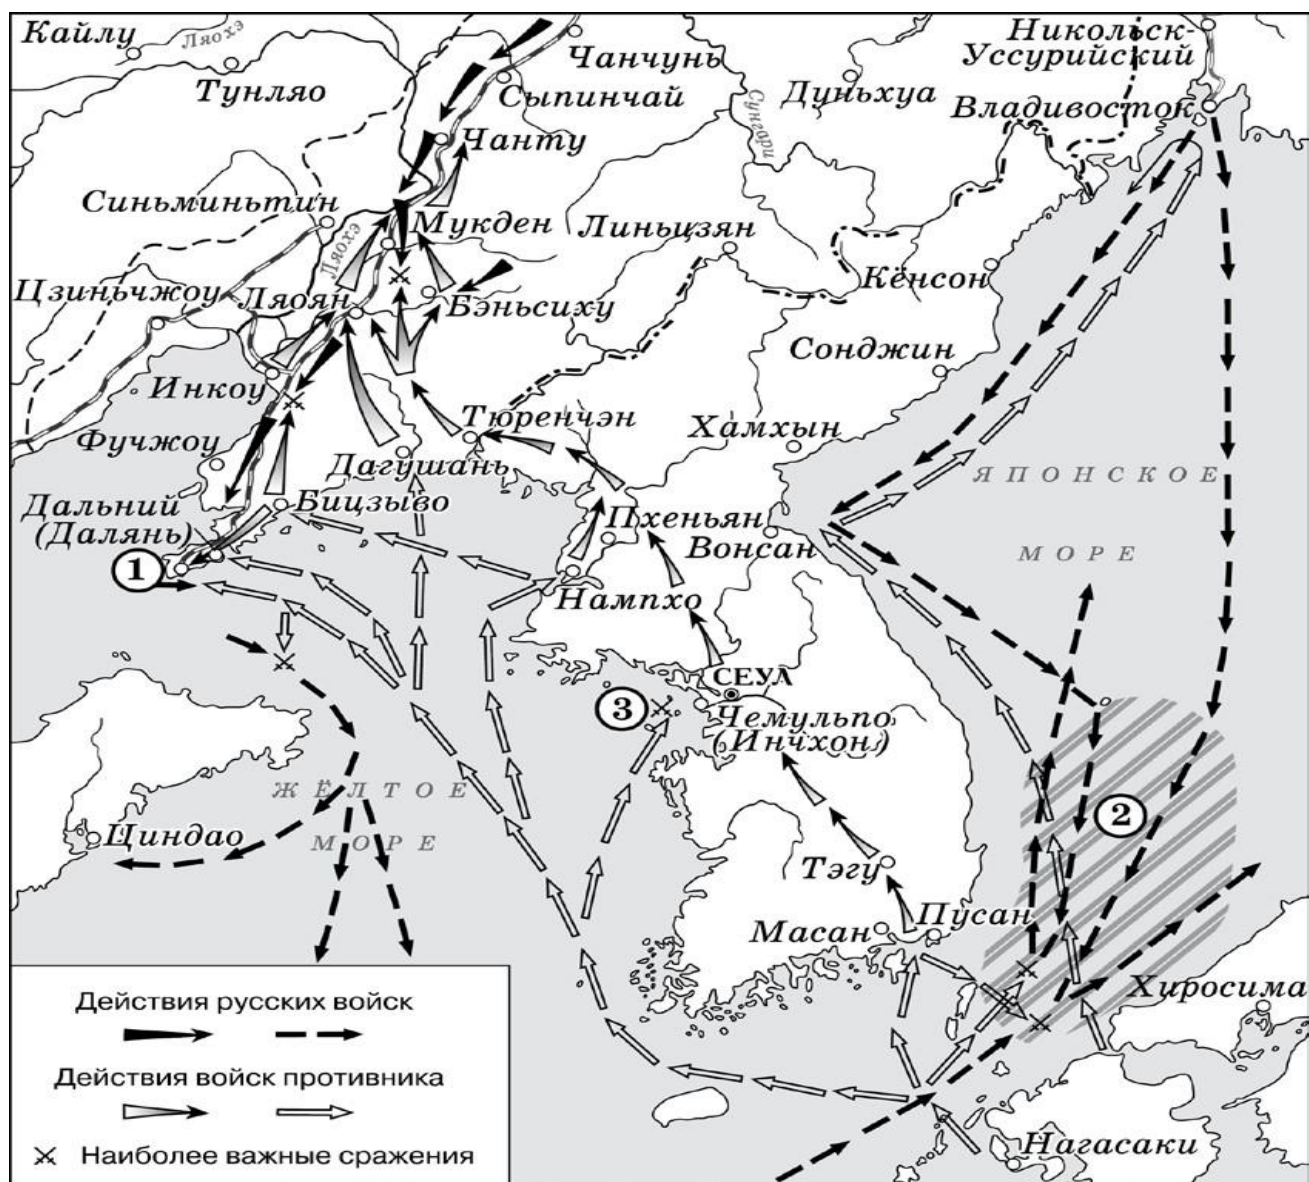 Кайлу
Ляохэ
Тунляо
Чанчунь
Сыпинчай
Чанту
Сунгари
Дуньхуа
Никольск-
Уссурийский
Владивосток
Синьминьтин
Ляохэ
Мукден
Линьцзян
Кёнсон
Цзиньчжоу
Ляоян
Бэньсиху
Сонджин
Инкоу
Тюренчэн
Хамхын
Фучжоу
Дагушань
ЯПОНСКОЕ
МОРЕ
Дальний
(Далянь)
Бицзыво
Пхеньян
Вонсан
1
Нампхо
СЕУЛ
3
Чемульпо
(Инчхон)
ЖЁЛТОЕ
МОРЕ
2
Циндао
Тэгу
Масан
Пусан
Хиросима
Нагасаки
Действия русских войск
Действия войск противника
Наиболее важные сражения